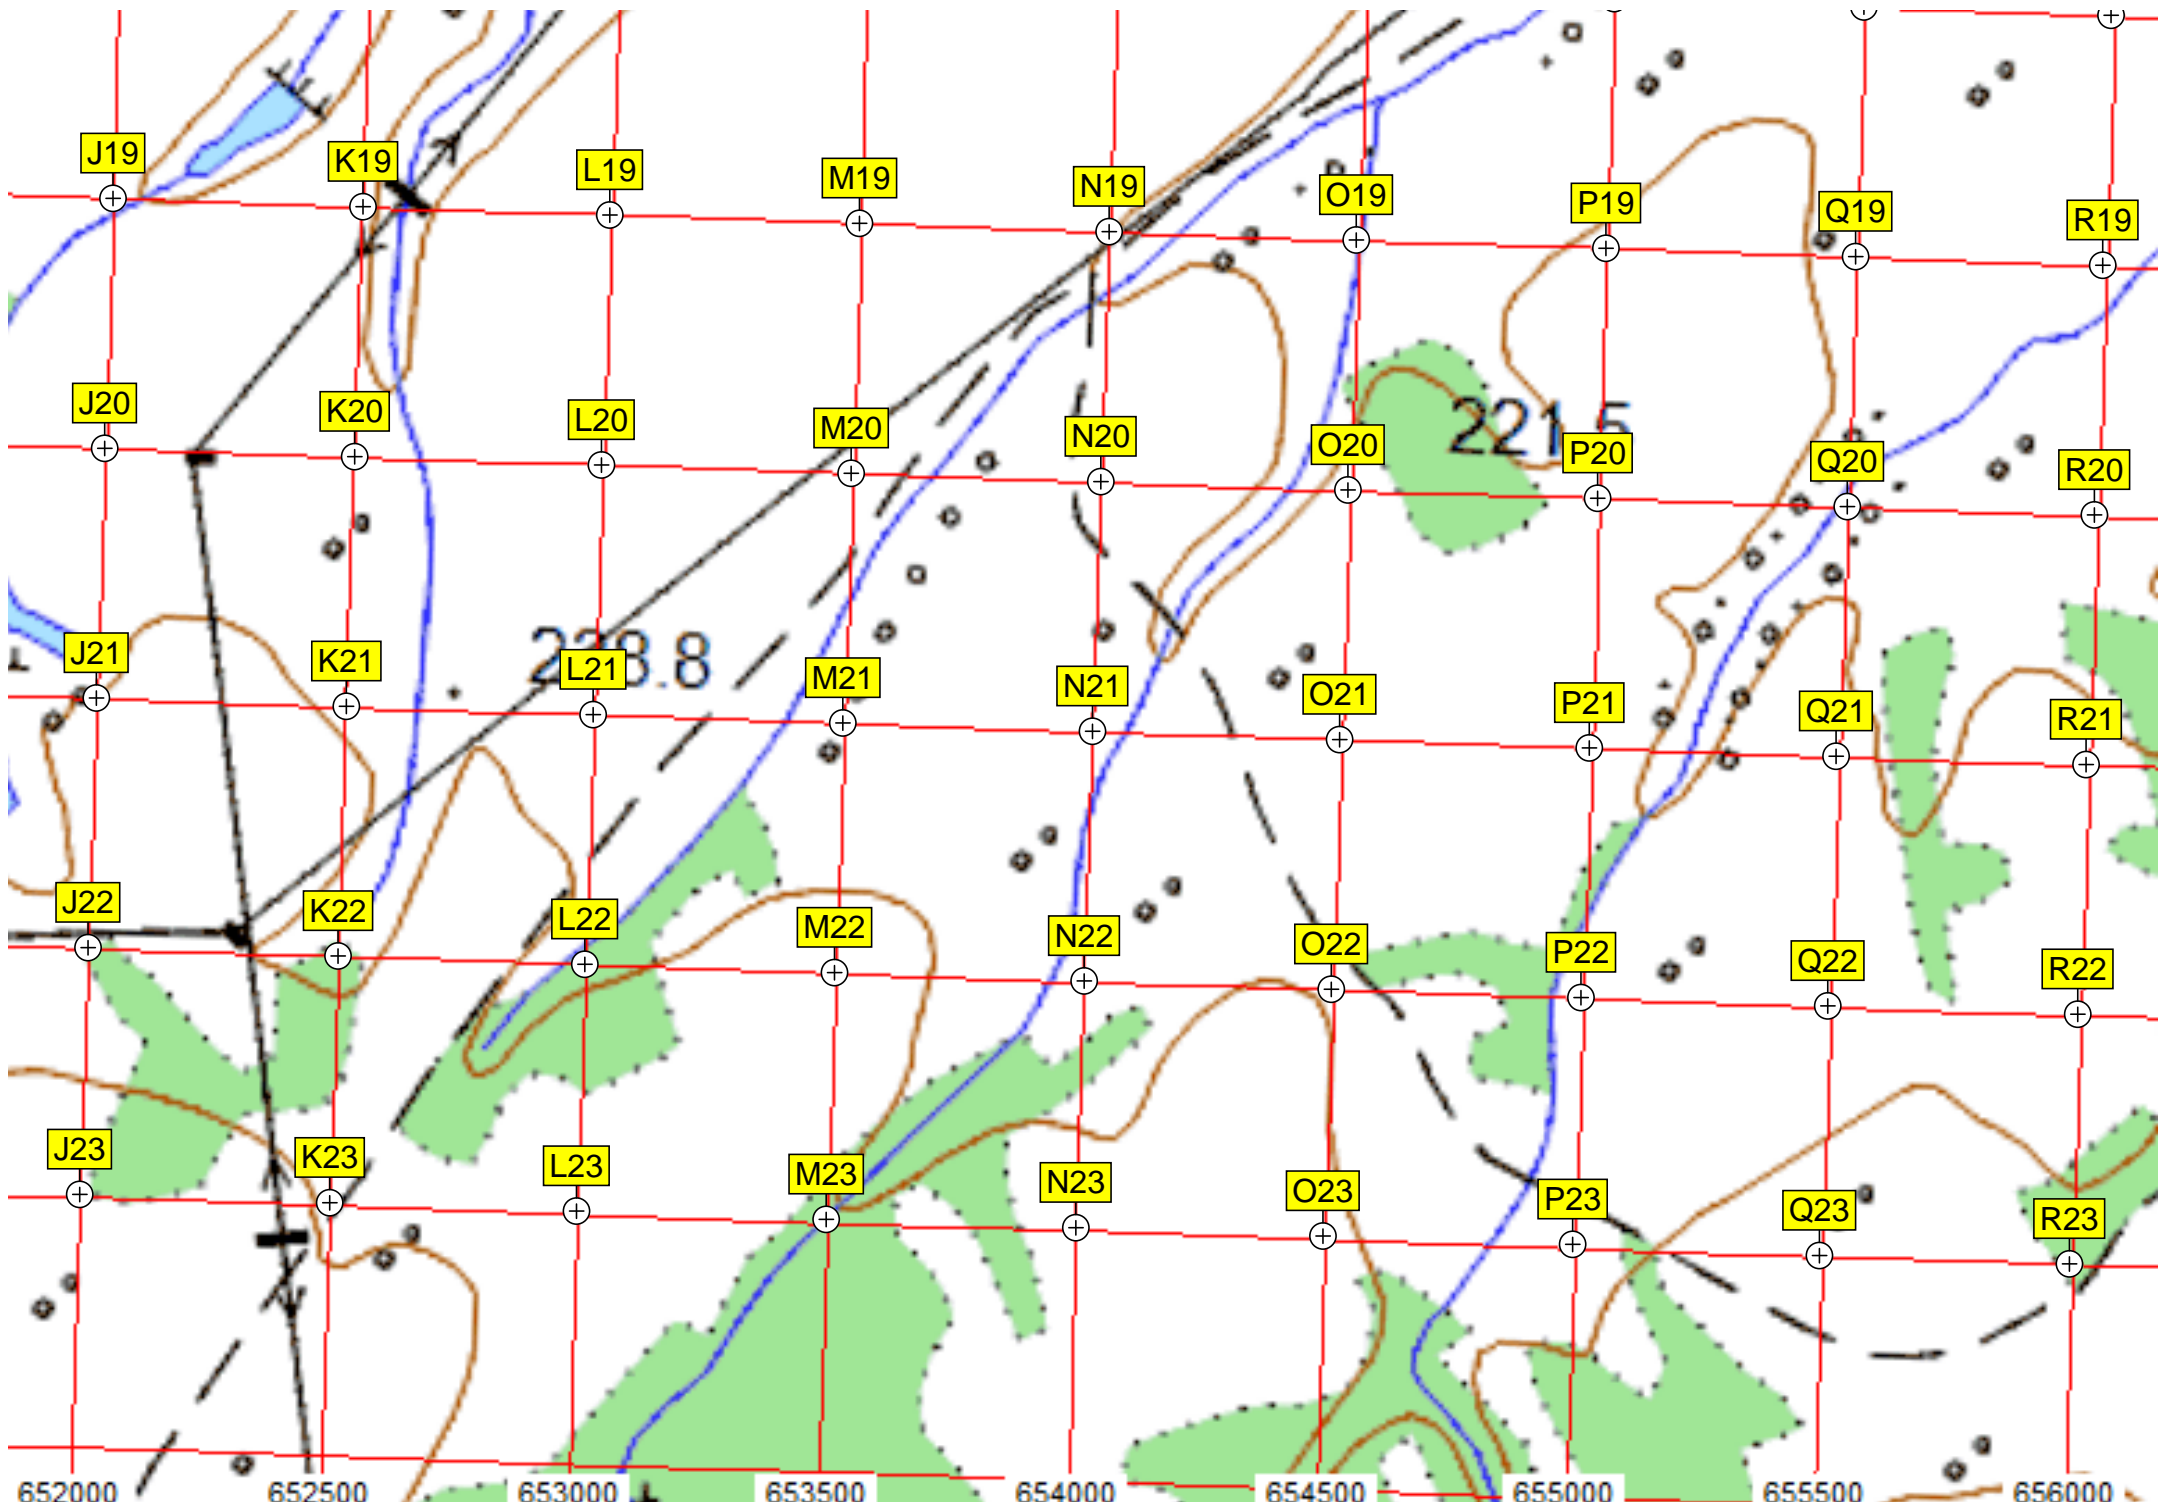 J19 K19 L19 M19 N19 O19 P19 Q19 R19
J20 K20 L20 M20 N20 O20 P20 Q20 R20
221.5
J21 K21 L21 M21 N21 O21 P21 Q21 R21
J22 K22 L22 M22 N22 O22 P22 Q22 R22
J23 K23 L23 M23 N23 O23 P23 Q23 R23
652000 652500 653000 653500 654000 654500 655000 655500 656000